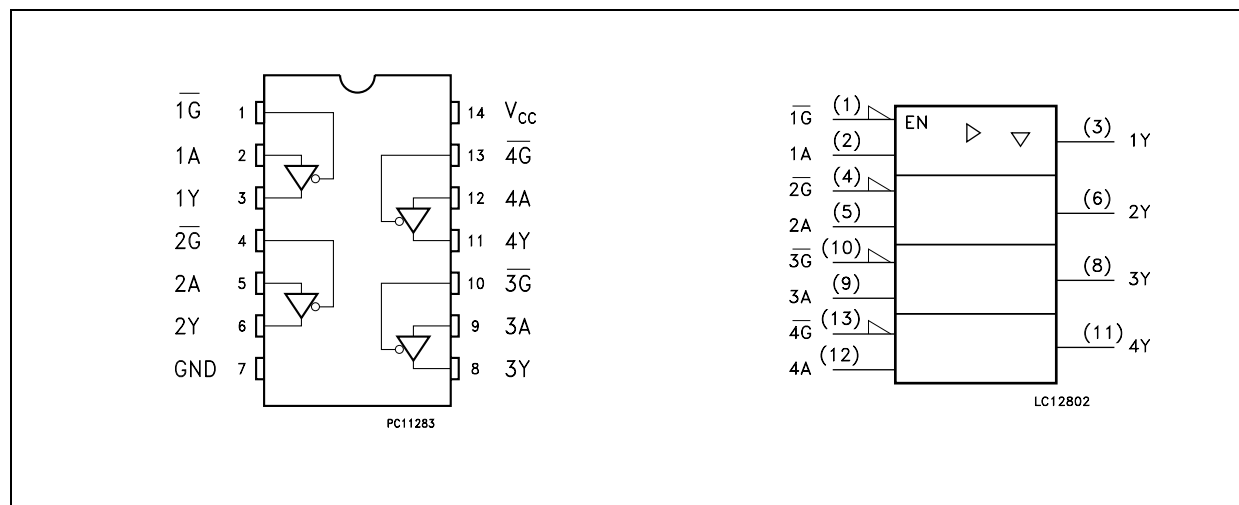 1G̅ 1 14 VCC
1A 2 13 4G̅
1Y 3 12 4A
2G̅ 4 11 4Y
2A 5 10 3G̅
2Y 6 9 3A
GND 7 8 3Y
PC11283
1G̅ (1) EN (3) 1Y
1A (2)
2G̅ (4) (6) 2Y
2A (5)
3G̅ (10) (8) 3Y
3A (9)
4G̅ (13) (11) 4Y
4A (12)
LC12802